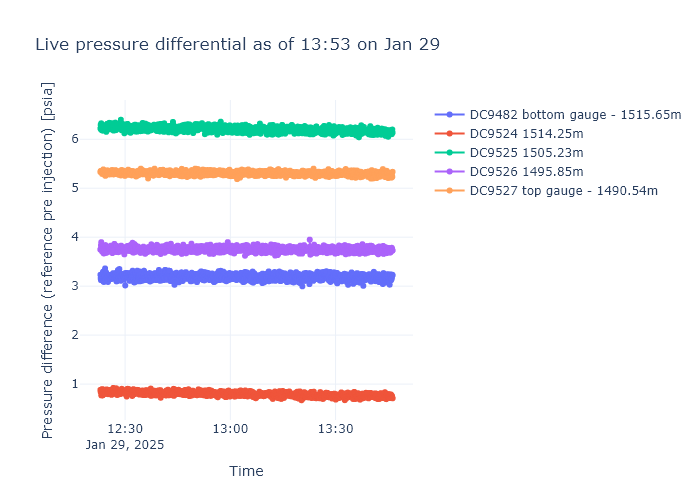 Live pressure differential as of 13:53 on Jan 29
Pressure difference (reference pre injection) [psia]
6
5
4
3
2
1
12:30
Jan 29, 2025
13:00
13:30
Time
DC9482 bottom gauge - 1515.65m
DC9524 1514.25m
DC9525 1505.23m
DC9526 1495.85m
DC9527 top gauge - 1490.54m